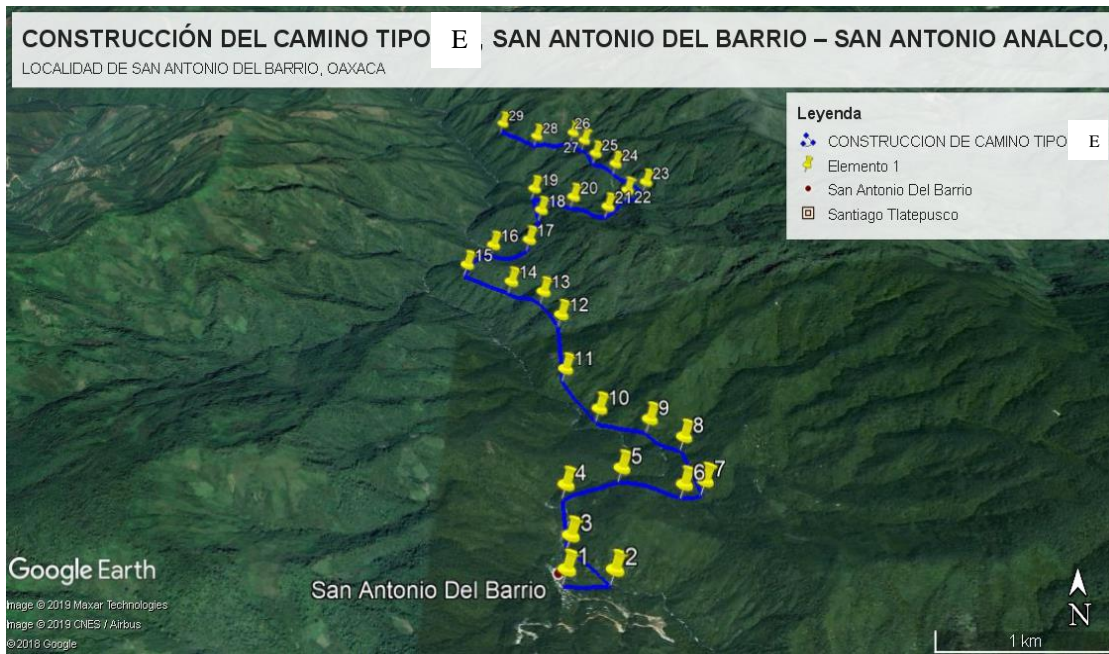 CONSTRUCCIÓN DEL CAMINO TIPO E , SAN ANTONIO DEL BARRIO – SAN ANTONIO ANALCO,
LOCALIDAD DE SAN ANTONIO DEL BARRIO, OAXACA
Leyenda
CONSTRUCCION DE CAMINO TIPO E
Elemento 1
San Antonio Del Barrio
Santiago Tlatepusco
29
28
26
27
25
24
23
19
20
21
22
18
17
16
15
14
13
12
11
10
9
8
5
4
6
7
3
1
2
San Antonio Del Barrio
Google Earth
Image © 2019 Maxar Technologies
Image © 2019 CNES / Airbus
© 2018 Google
N
1 km